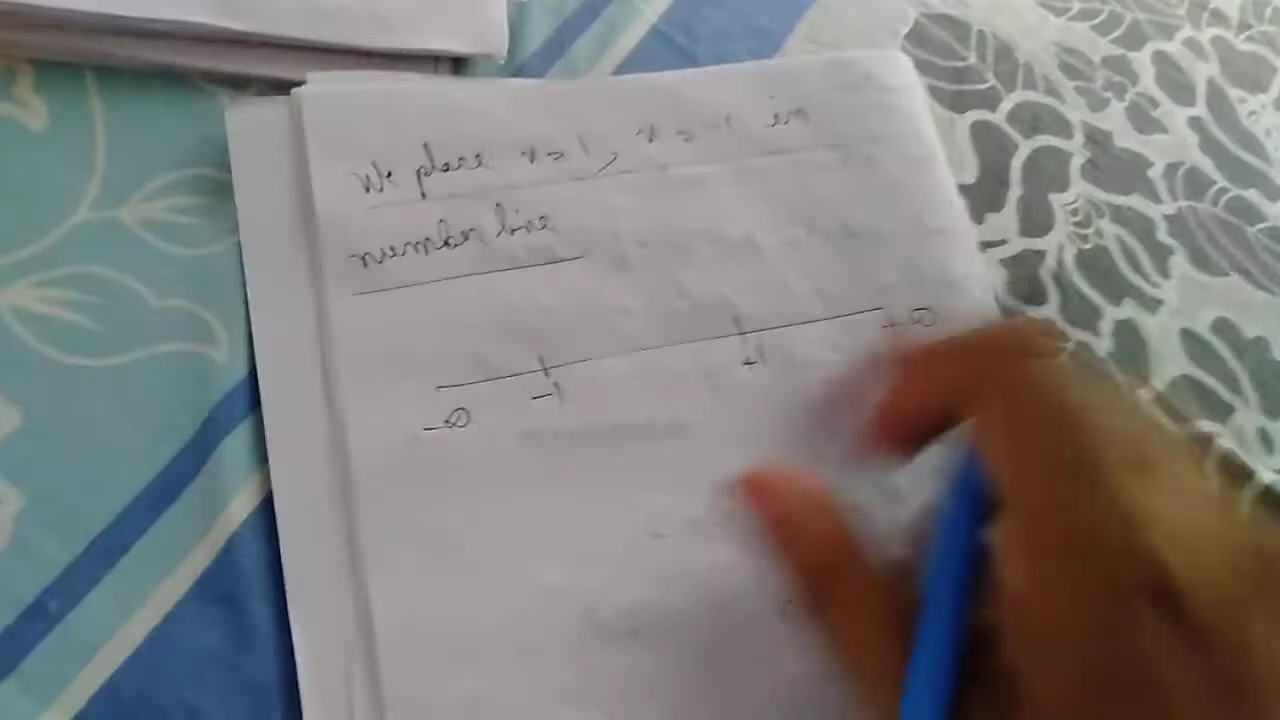 We place x=1, x=-1 in
number line
-∞ -1 +1 +∞